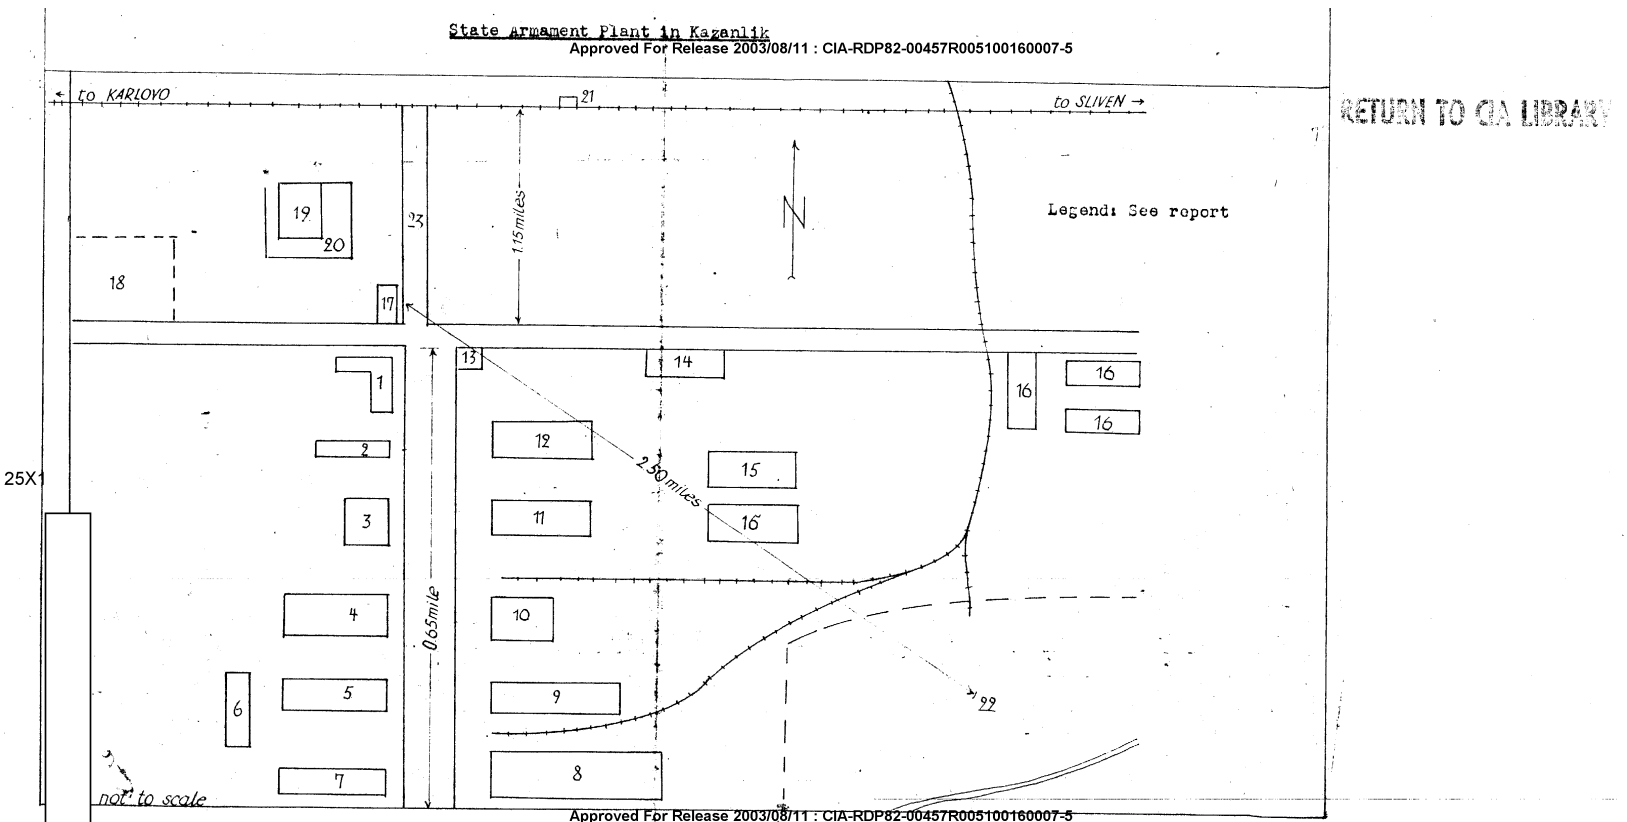 State Armament Plant in Kazanlik
Approved For Release 2003/08/11 : CIA-RDP82-00457R005100160007-5
← to KARLOVO
21
to SLIVEN →
RETURN TO CIA LIBRARY
19
20
23
1.15 miles
N
Legend: See report
18
17
13
14
1
16
16
16
2
12
2.50 miles
15
25X1
3
11
16
4
0.65 mile
10
5
6
9
22
7
8
not to scale
Approved For Release 2003/08/11 : CIA-RDP82-00457R005100160007-5